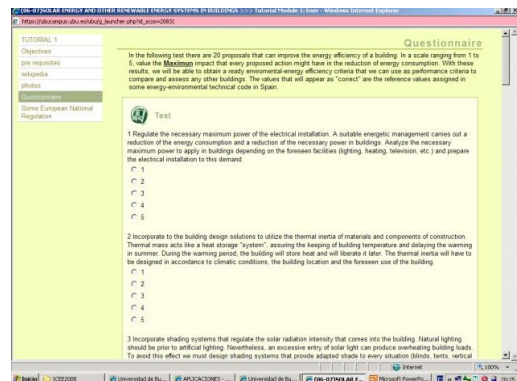 (06-07)SOLAR ENERGY AND OTHER RENEWABLE ENERGY SYSTEMS IN BUILDINGS >>> Tutorial Module I: Ener - Windows Internet Explorer
TUTORIAL 1
Objectives
pre requisites
wikipedia
photos
Questionnaire
Some European National
Regulation
Questionnaire
In the following test there are 20 proposals that can improve the energy efficiency of a building. In a scale ranging from 1 to
5, value the Maximun impact that every proposed action might have in the reduction of energy consumption. With these
results, we will be able to obtain a ready enviromental-energy efficiency criteria that we can use as performance criteria to
compare and assess any other buildings. The values that will appear as "correct" are the reference values assigned in
some energy-environmental technical code in Spain.
Test
1 Regulate the necessary maximum power of the electrical installation. A suitable energetic management carries out a
reduction of the energy consumption and a reduction of the necessary power in buildings. Analyze the necessary
maximum power to apply in buildings depending on the foreseen facilities (lighting, heating, television, etc.) and prepare
the electrical installation to this demand.
1
2
3
4
5
2 Incorporate to the building design solutions to utilize the thermal inertia of materials and components of construction.
Thermal mass acts like a heat storage "system", assuring the keeping of building temperature and delaying the warming
in summer. During the warming period, the building will store heat and will liberate it later. The thermal inertia will have to
be designed in accordance to climatic conditions, the building location and the foreseen use of the building.
1
2
3
4
5
3 Incorporate shading systems that regulate the solar radiation intensity that comes into the building. Natural lighting
should be prior to artificial lighting. Nevertheless, an excessive entry of solar light can produce overheating building loads.
To avoid this effect we must design shading systems that provide adapted shade to every situation (blinds, tents, vertical
Internet
100%
Inicio
ICEE2008
Universidad de Bu...
APLICACIONES - ...
Universidad de Bu...
(06-07)SOLAR E...
Microsoft PowerPo...